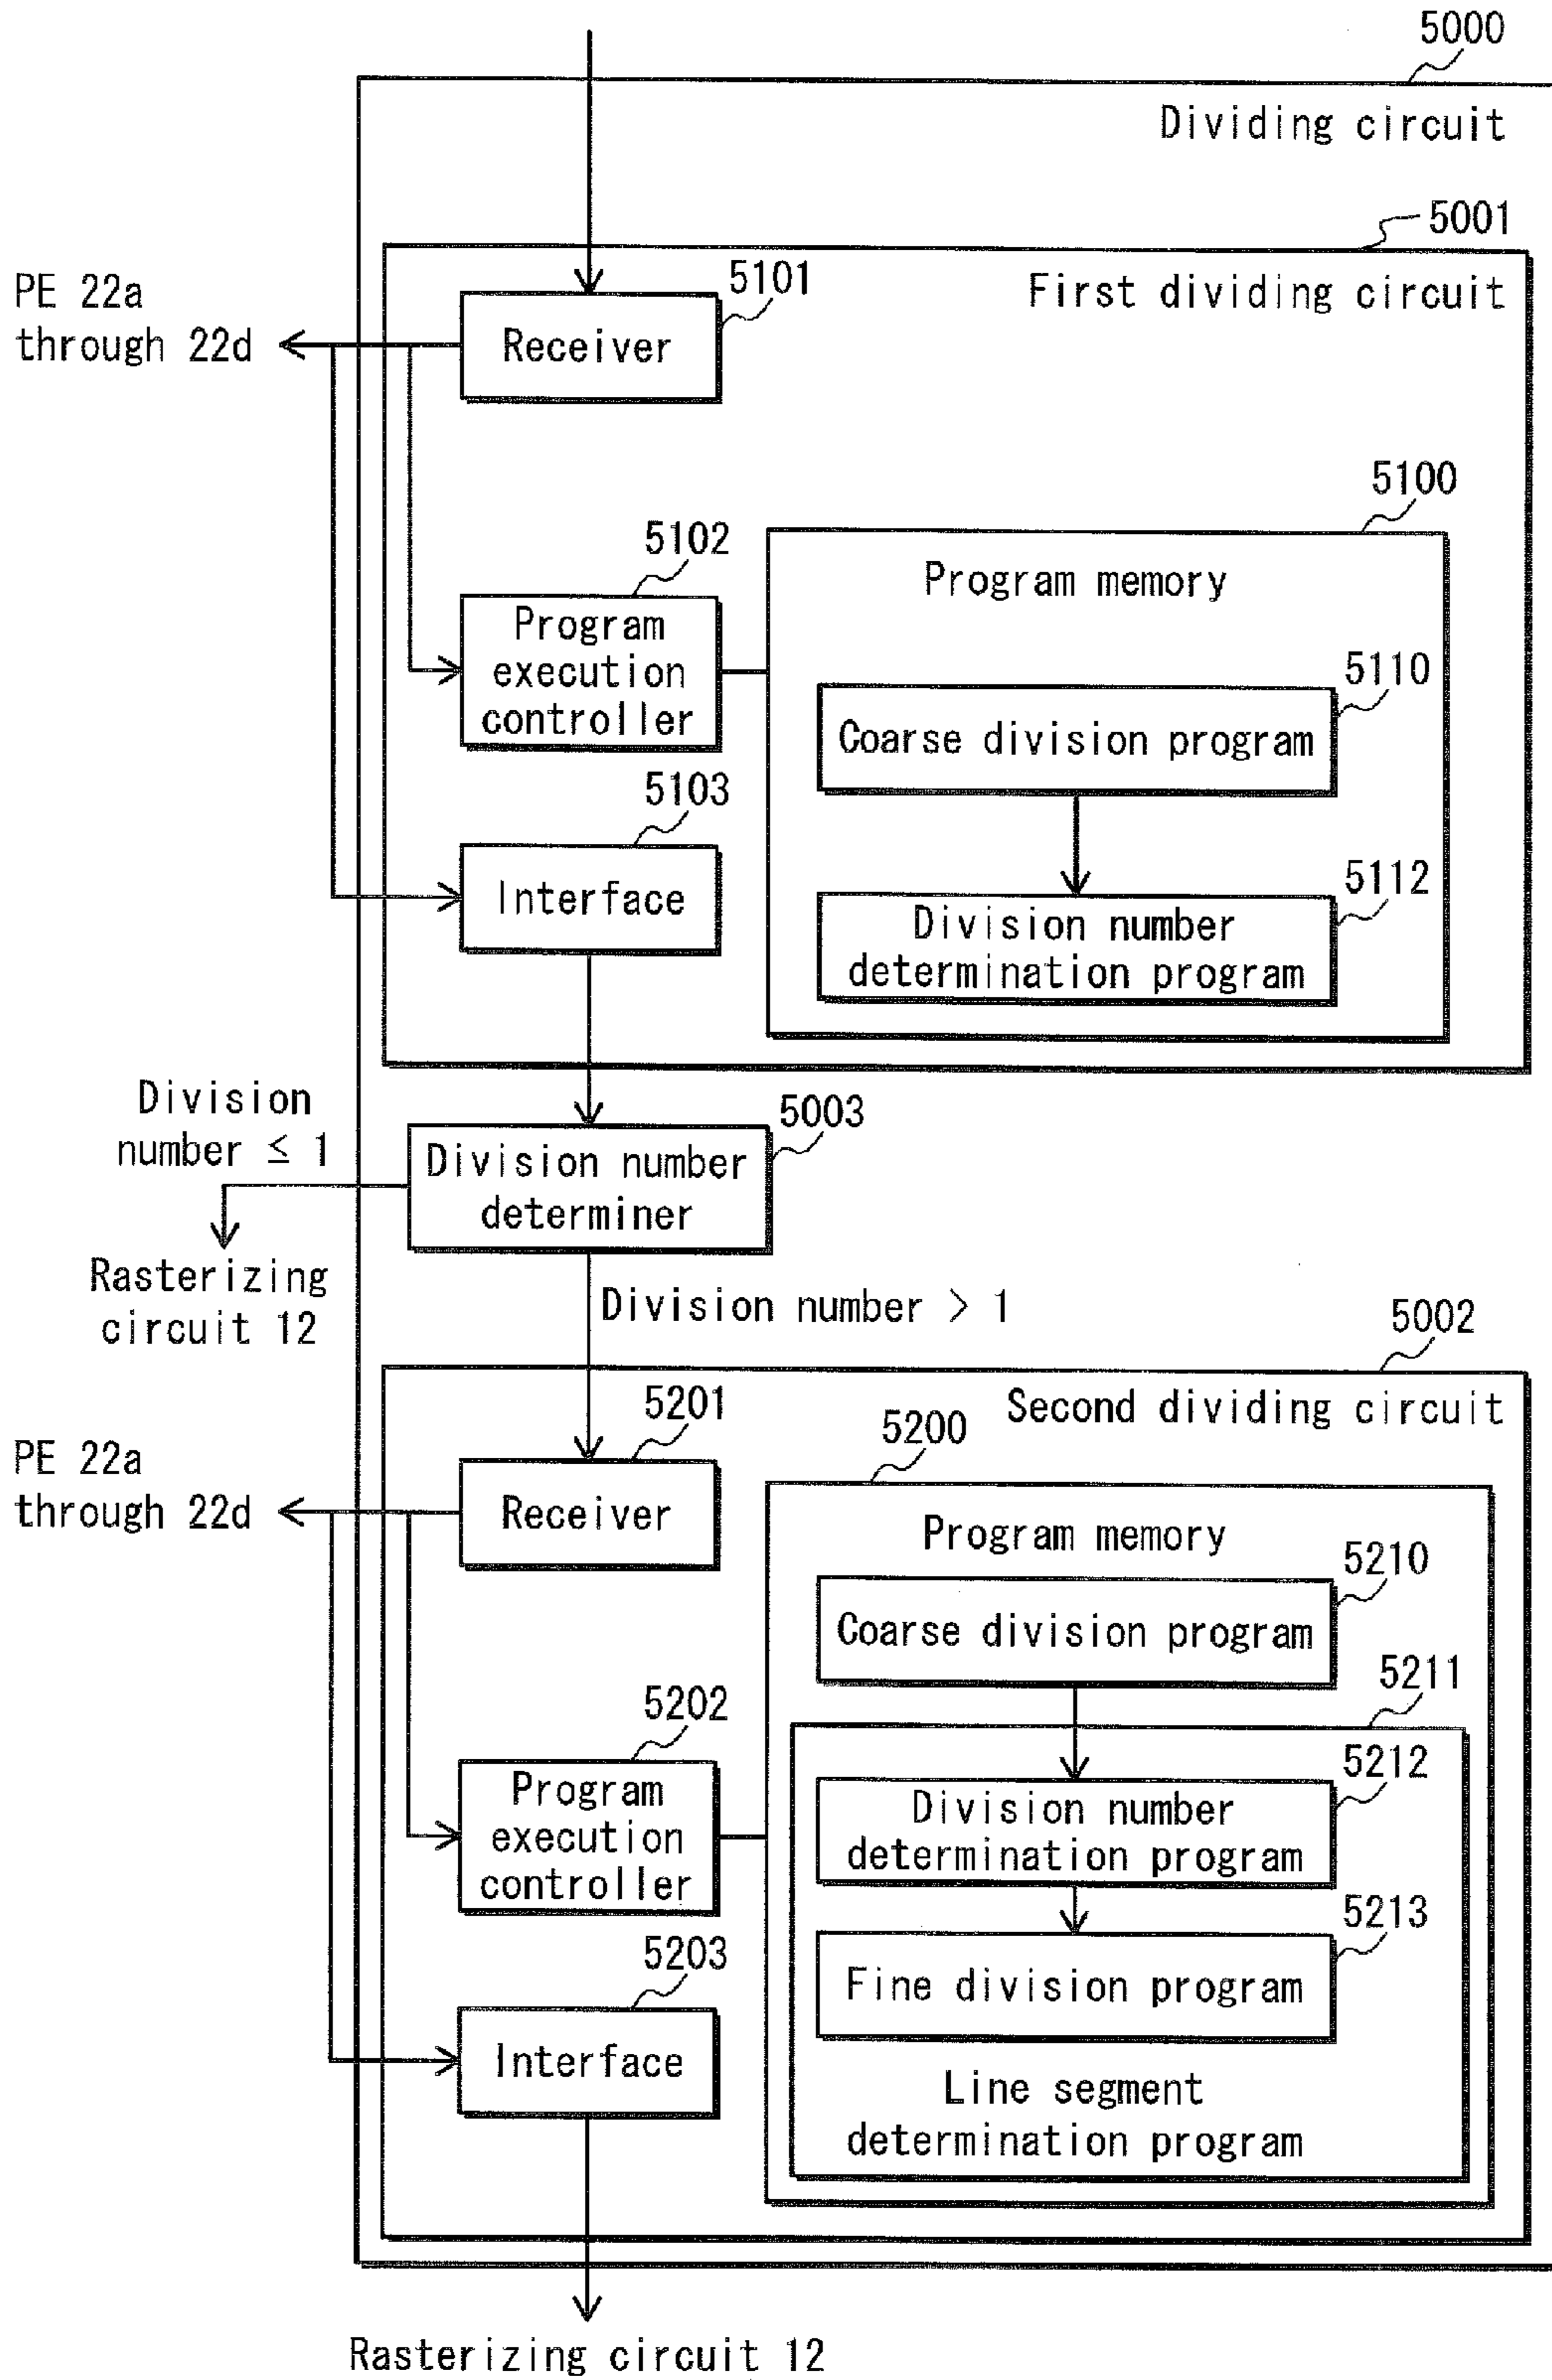 5000
Dividing circuit
5001
First dividing circuit
PE 22a
through 22d
5101
Receiver
5100
Program memory
5102
Program
execution
controller
5110
Coarse division program
5103
Interface
5112
Division number
determination program
Division
number ≤ 1
5003
Division number
determiner
Rasterizing
circuit 12
Division number > 1
5002
Second dividing circuit
PE 22a
through 22d
5201
Receiver
5200
Program memory
5210
Coarse division program
5211
5202
Program
execution
controller
5212
Division number
determination program
5213
Fine division program
5203
Interface
Line segment
determination program
Rasterizing circuit 12